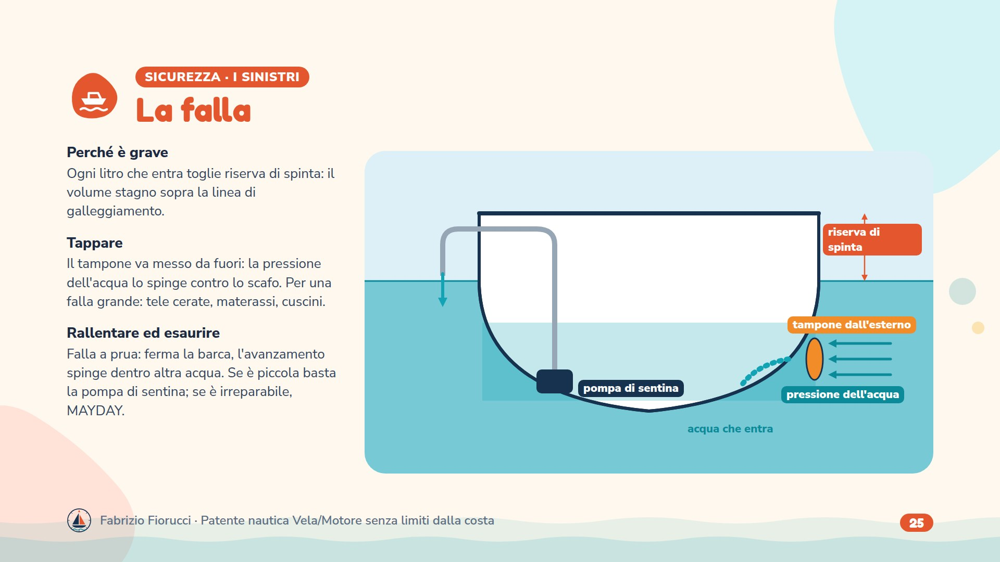 SICUREZZA · I SINISTRI
La falla
Perché è grave
Ogni litro che entra toglie riserva di spinta: il
volume stagno sopra la linea di
galleggiamento.
Tappare
Il tampone va messo da fuori: la pressione
dell'acqua lo spinge contro lo scafo. Per una
falla grande: tele cerate, materassi, cuscini.
Rallentare ed esaurire
Falla a prua: ferma la barca, l'avanzamento
spinge dentro altra acqua. Se è piccola basta
la pompa di sentina; se è irreparabile,
MAYDAY.
riserva di
spinta
tampone dall'esterno
pompa di sentina
pressione dell'acqua
acqua che entra
Fabrizio Fiorucci · Patente nautica Vela/Motore senza limiti dalla costa
25